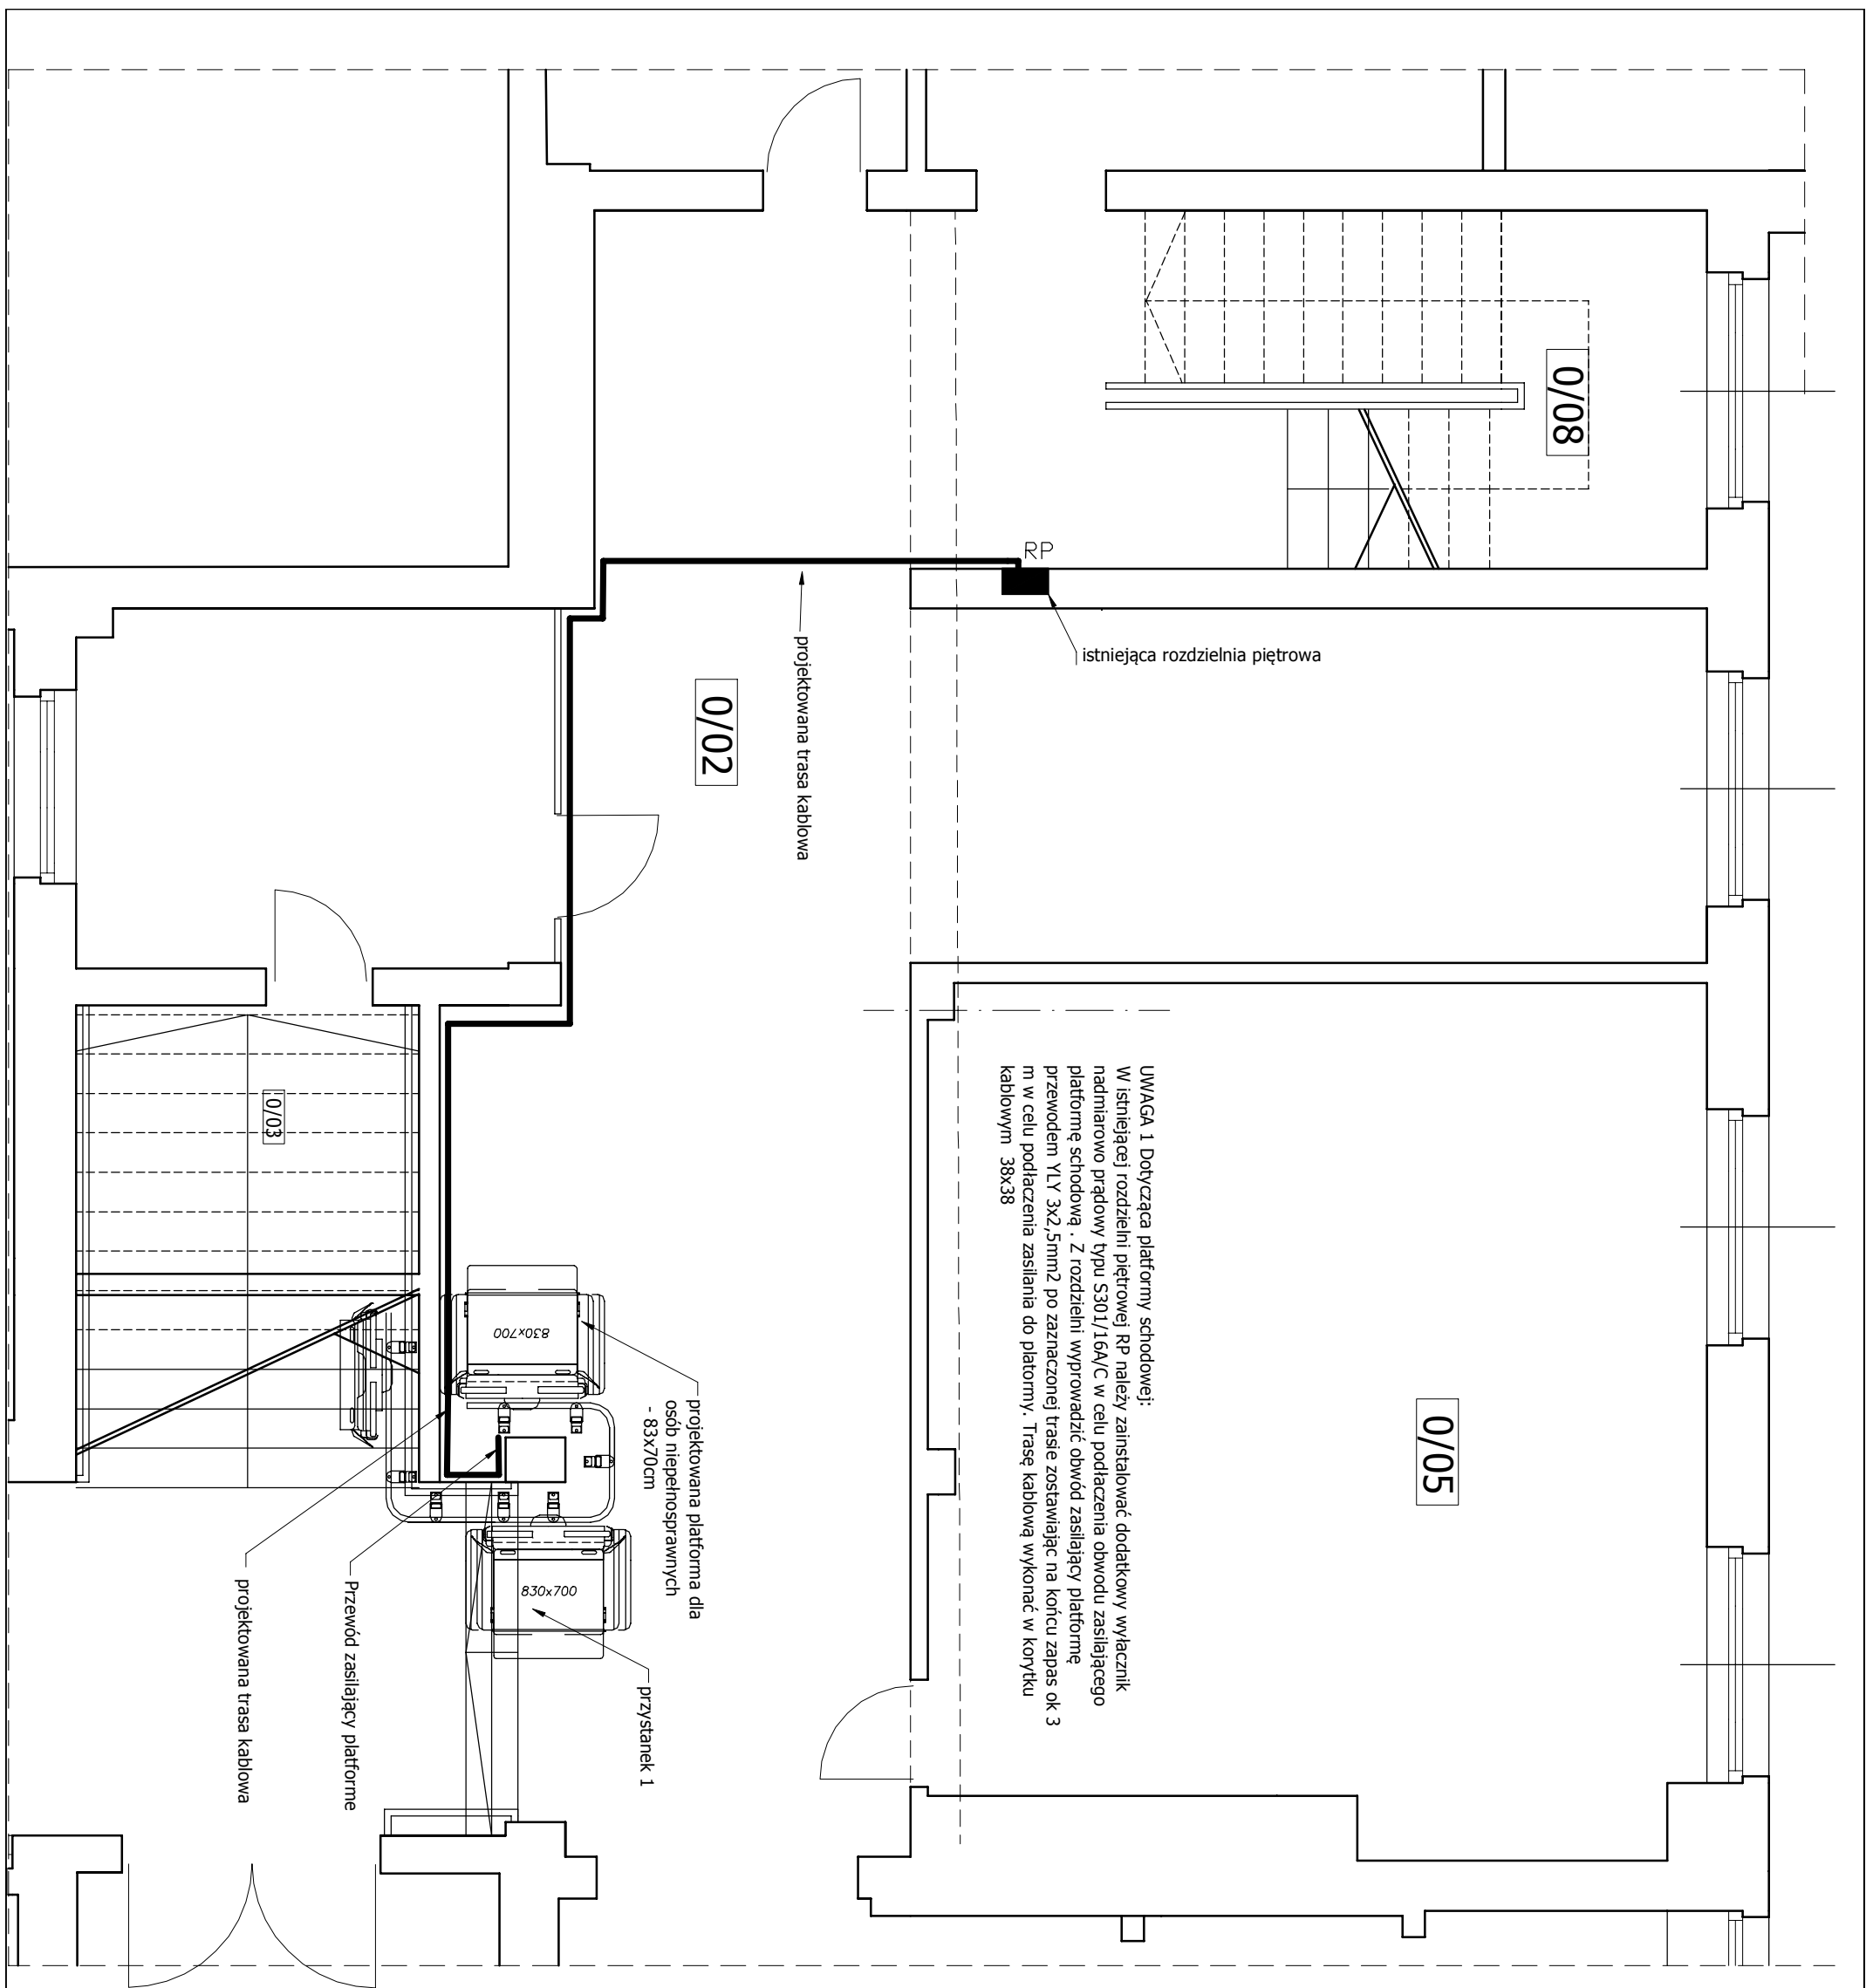 0/08
RP
istniejąca rozdzielnia piętrowa
projektowana trasa kablowa
0/02
UWAGA 1 Dotycząca platformy schodowej:
W istniejącej rozdzielni piętrowej RP należy zainstalować dodatkowy wyłacznik
nadmiarowo prądowy typu S301/16A/C w celu podłaczenia obwodu zasilającego
platformę schodową . Z rozdzielni wyprowadzić obwód zasilający platformę
przewodem YLY 3x2,5mm2 po zaznaczonej trasie zostawiając na końcu zapas ok 3
m w celu podłaczenia zasilania do platormy. Trasę kablową wykonać w korytku
kablowym 38x38
0/05
0/03
830x700
projektowana platforma dla
osób niepełnosprawnych
- 83x70cm
830x700
przystanek 1
Przewód zasilający platforme
projektowana trasa kablowa